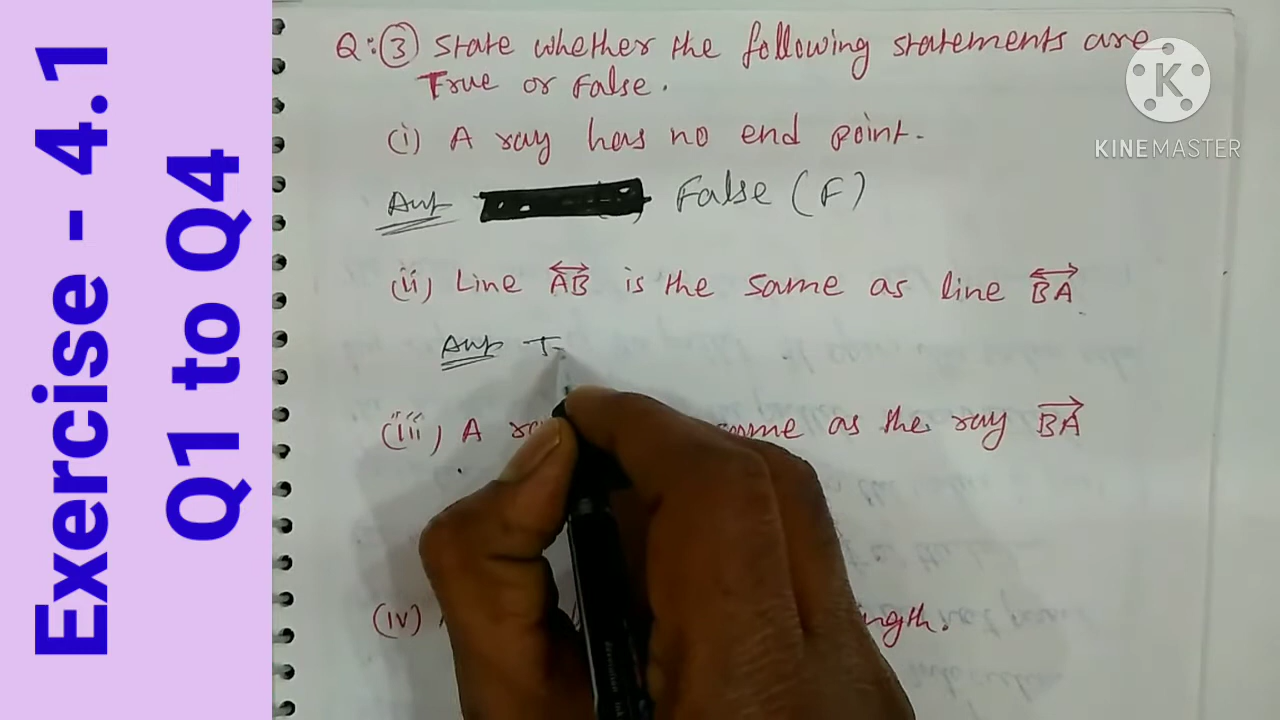 Exercise - 4.1
Q1 to Q4
Q:③ State whether the following statements are
True or False.
KINEMASTER
(i) A ray has no end point.
Ans False (F)
(ii) Line AB is the same as line BA.
Ans T
(iii) A as the ray BA
(iv)